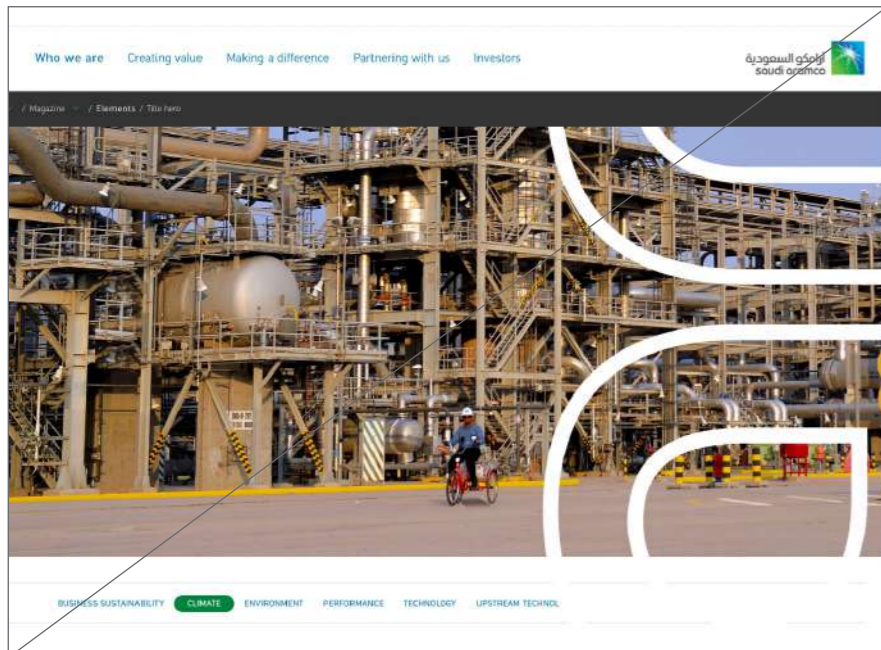 Who we are Creating value Making a difference Partnering with us Investors
أرامكو السعودية
saudi aramco
/ Magazine / Elements / Title hero
BUSINESS SUSTAINABILITY CLIMATE ENVIRONMENT PERFORMANCE TECHNOLOGY UPSTREAM TECHNOL